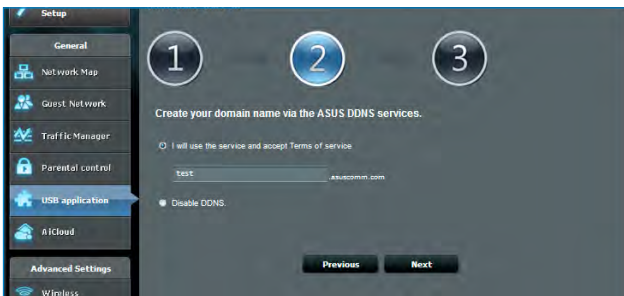 Setup
General
Network Map
Guest Network
Traffic Manager
Parental control
USB application
AiCloud
Advanced Settings
Wireless
1
2
3
Create your domain name via the ASUS DDNS services.
I will use the service and accept Terms of service
test .asuscomm.com
Disable DDNS.
Previous Next